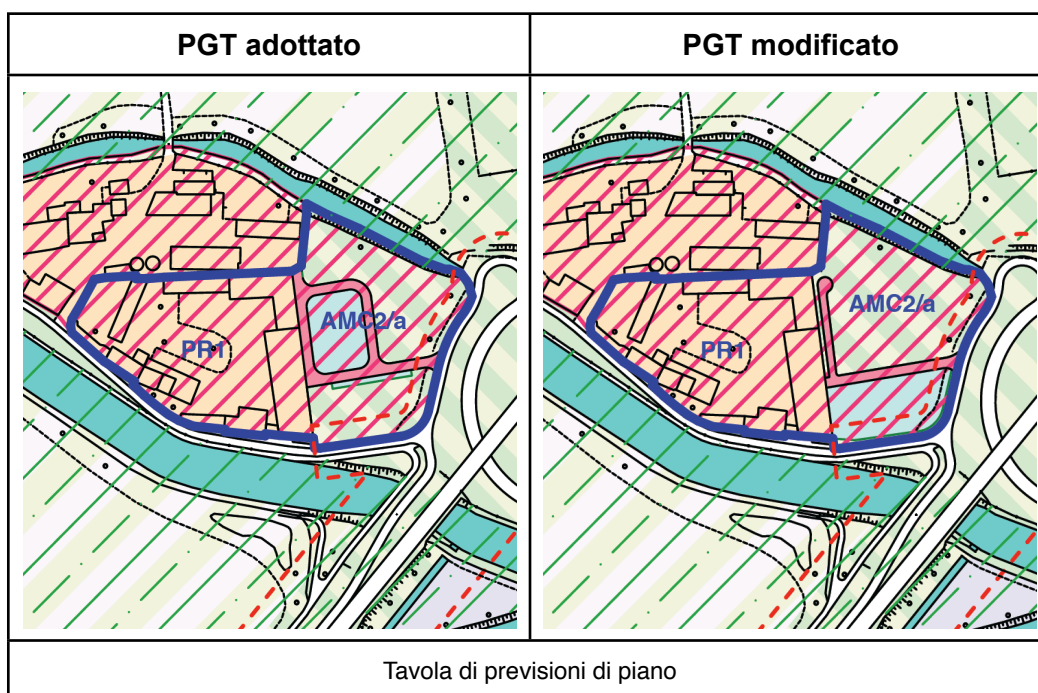 PGT adottato
PGT modificato
AMC2/a
PR1
AMC2/a
PR1
Tavola di previsioni di piano